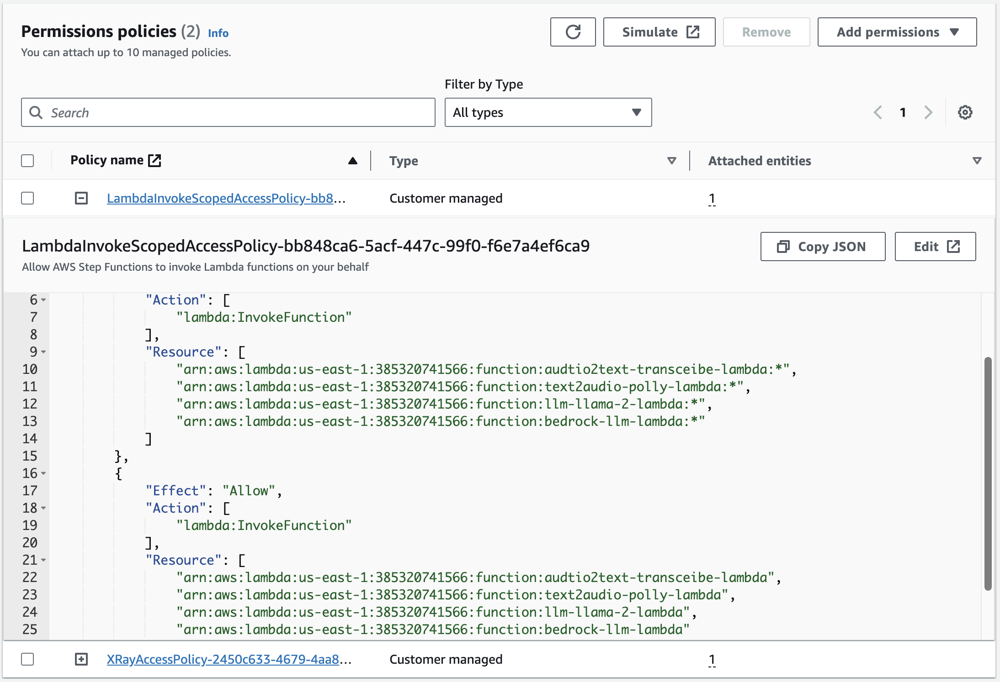 Permissions policies (2) Info
Simulate
Remove
Add permissions
You can attach up to 10 managed policies.
Filter by Type
Search
All types
1
Policy name
Type
Attached entities
LambdaInvokeScopedAccessPolicy-bb8...
Customer managed
1
LambdaInvokeScopedAccessPolicy-bb848ca6-5acf-447c-99f0-f6e7a4ef6ca9
Copy JSON
Edit
Allow AWS Step Functions to invoke Lambda functions on your behalf
6 "Action": [
7 "lambda:InvokeFunction"
8 ],
9 "Resource": [
10 "arn:aws:lambda:us-east-1:385320741566:function:audtio2text-transceibe-lambda:*",
11 "arn:aws:lambda:us-east-1:385320741566:function:text2audio-polly-lambda:*",
12 "arn:aws:lambda:us-east-1:385320741566:function:llm-llama-2-lambda:*",
13 "arn:aws:lambda:us-east-1:385320741566:function:bedrock-llm-lambda:*"
14 ]
15 },
16 {
17 "Effect": "Allow",
18 "Action": [
19 "lambda:InvokeFunction"
20 ],
21 "Resource": [
22 "arn:aws:lambda:us-east-1:385320741566:function:audtio2text-transceibe-lambda",
23 "arn:aws:lambda:us-east-1:385320741566:function:text2audio-polly-lambda",
24 "arn:aws:lambda:us-east-1:385320741566:function:llm-llama-2-lambda",
25 "arn:aws:lambda:us-east-1:385320741566:function:bedrock-llm-lambda"
XRayAccessPolicy-2450c633-4679-4aa8...
Customer managed
1